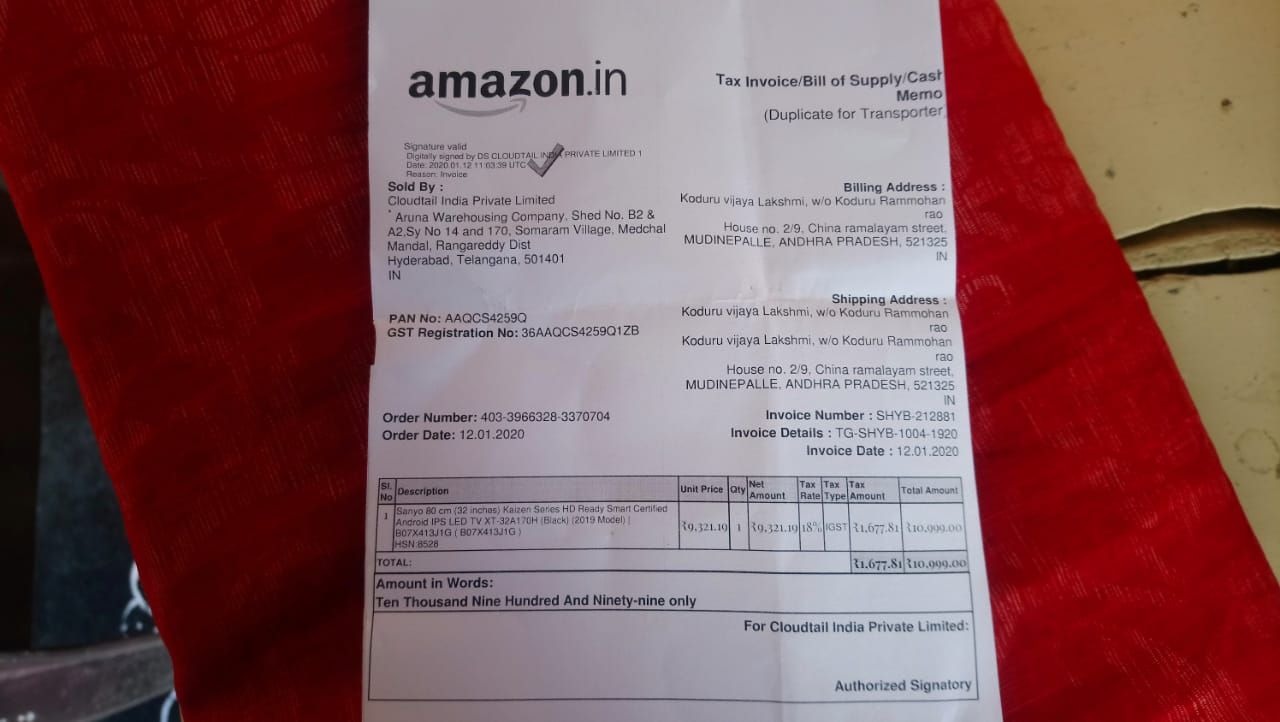 amazon.in
Tax Invoice/Bill of Supply/Cash
Memo
(Duplicate for Transporter
Signature valid
Digitally signed by DS CLOUDTAIL INDIA PRIVATE LIMITED 1
Date: 2020.01.12 11:03:39 UTC
Reason: Invoice
Sold By :
Cloudtail India Private Limited
* Aruna Warehousing Company, Shed No. B2 &
A2,Sy No 14 and 170, Somaram Village, Medchal
Mandal, Rangareddy Dist
Hyderabad, Telangana, 501401
IN
Billing Address :
Koduru vijaya Lakshmi, w/o Koduru Rammohan
rao
House no. 2/9, China ramalayam street,
MUDINEPALLE, ANDHRA PRADESH, 521325
IN
PAN No: AAQCS4259Q
GST Registration No: 36AAQCS4259Q1ZB
Shipping Address :
Koduru vijaya Lakshmi, w/o Koduru Rammohan
rao
Koduru vijaya Lakshmi, w/o Koduru Rammohan
rao
House no. 2/9, China ramalayam street,
MUDINEPALLE, ANDHRA PRADESH, 521325
IN
Order Number: 403-3966328-3370704
Order Date: 12.01.2020
Invoice Number : SHYB-212881
Invoice Details : TG-SHYB-1004-1920
Invoice Date : 12.01.2020
Sl. No Description Unit Price Qty Net Amount Tax Rate Tax Type Tax Amount Total Amount
1 Sanyo 80 cm (32 inches) Kaizen Series HD Ready Smart Certified
Android IPS LED TV XT-32A170H (Black) (2019 Model) |
B07X413J1G ( B07X413J1G )
HSN:8528
₹9,321.19 1 ₹9,321.19 18% IGST ₹1,677.81 ₹10,999.00
TOTAL: ₹1,677.81 ₹10,999.00
Amount in Words:
Ten Thousand Nine Hundred And Ninety-nine only
For Cloudtail India Private Limited:
Authorized Signatory